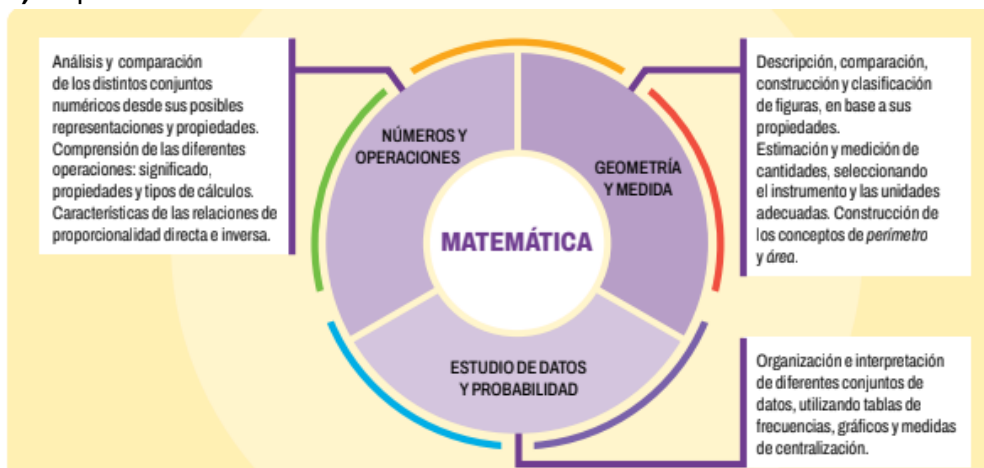 Análisis y comparación
de los distintos conjuntos
numéricos desde sus posibles
representaciones y propiedades.
Comprensión de las diferentes
operaciones: significado,
propiedades y tipos de cálculos.
Características de las relaciones de
proporcionalidad directa e inversa.
NÚMEROS Y
OPERACIONES
GEOMETRÍA
Y MEDIDA
MATEMÁTICA
ESTUDIO DE DATOS
Y PROBABILIDAD
Descripción, comparación,
construcción y clasificación
de figuras, en base a sus
propiedades.
Estimación y medición de
cantidades, seleccionando
el instrumento y las unidades
adecuadas. Construcción de
los conceptos de perímetro
y área.
Organización e interpretación
de diferentes conjuntos de
datos, utilizando tablas de
frecuencias, gráficos y medidas
de centralización.